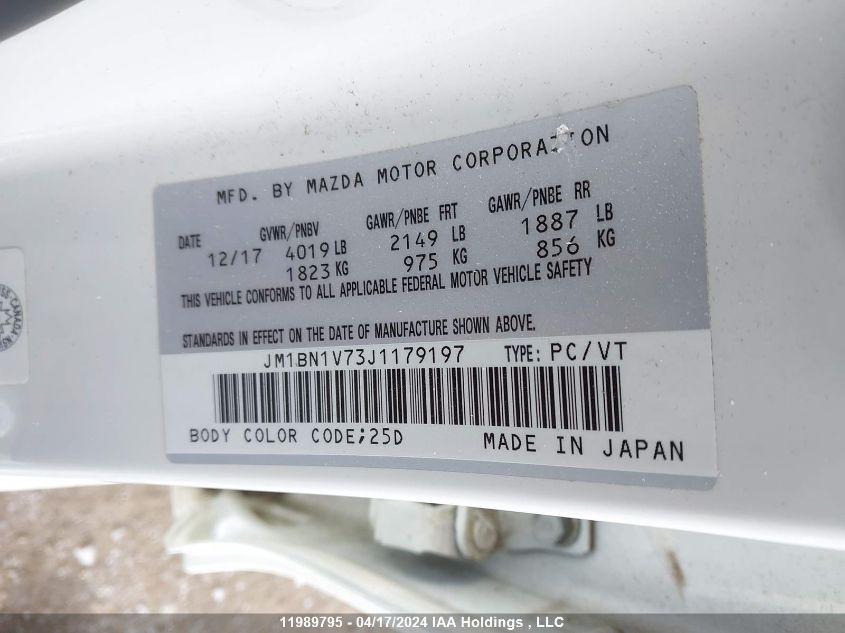 MFD. BY MAZDA MOTOR CORPORATION
DATE GVWR/PNBV GAWR/PNBE FRT GAWR/PNBE RR
12/17 4019 LB 2149 LB 1887 LB
1823 KG 975 KG 856 KG
THIS VEHICLE CONFORMS TO ALL APPLICABLE FEDERAL MOTOR VEHICLE SAFETY
STANDARDS IN EFFECT ON THE DATE OF MANUFACTURE SHOWN ABOVE.
JM1BN1V73J1179197 TYPE: PC/VT
BODY COLOR CODE;25D MADE IN JAPAN
CANADA
11989795 - 04/17/2024 IAA Holdings , LLC